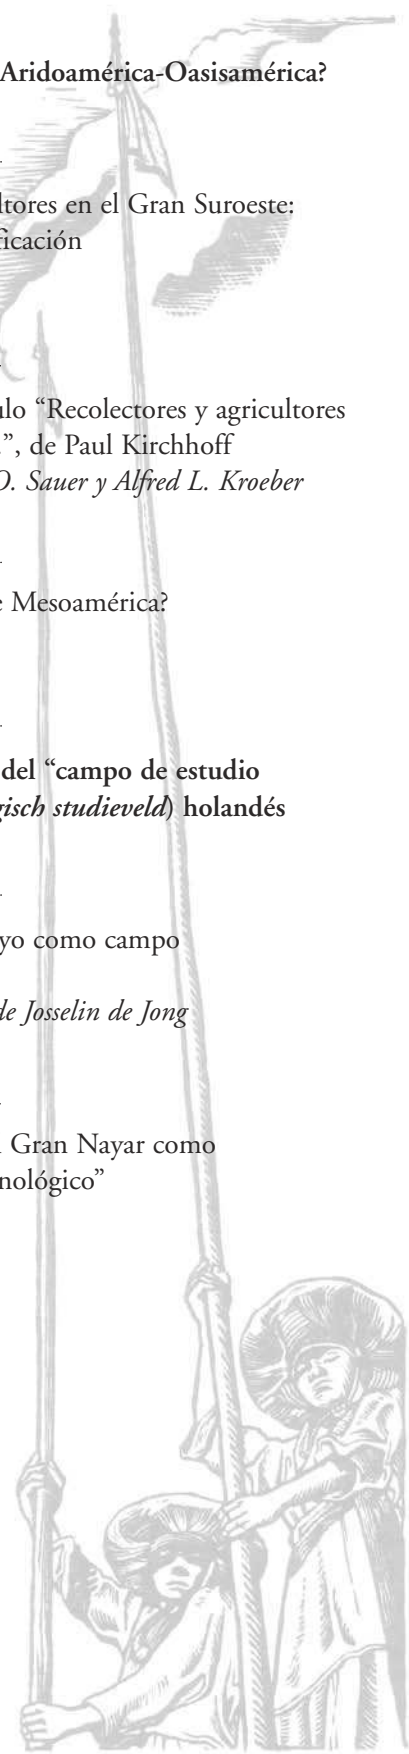 Aridoamérica-Oasisamérica?
ltores en el Gran Suroeste:
ficación
ulo “Recolectores y agricultores
.”, de Paul Kirchhoff
O. Sauer y Alfred L. Kroeber
e Mesoamérica?
del “campo de estudio
gisch studieveld) holandés
yo como campo
de Josselin de Jong
l Gran Nayar como
nológico”